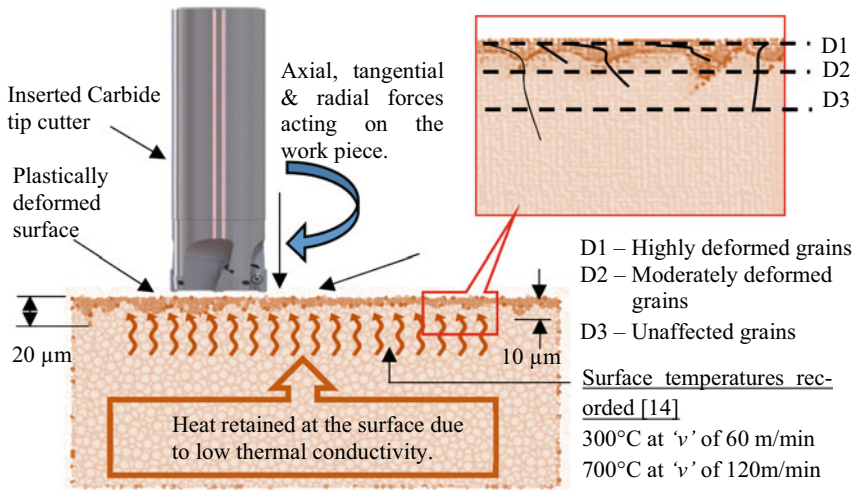 Inserted Carbide
tip cutter
Plastically
deformed
surface
Axial, tangential
& radial forces
acting on the
work piece.
D1
D2
D3
D1 – Highly deformed grains
D2 – Moderately deformed
grains
D3 – Unaffected grains
20 µm
10 µm
Heat retained at the surface due
to low thermal conductivity.
Surface temperatures rec-
orded [14]
300°C at ‘v’ of 60 m/min
700°C at ‘v’ of 120m/min